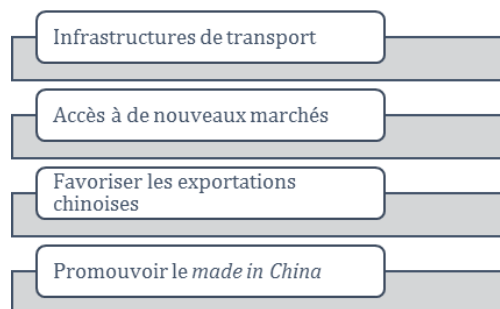 Infrastructures de transport
Accès à de nouveaux marchés
Favoriser les exportations
chinoises
Promouvoir le made in China